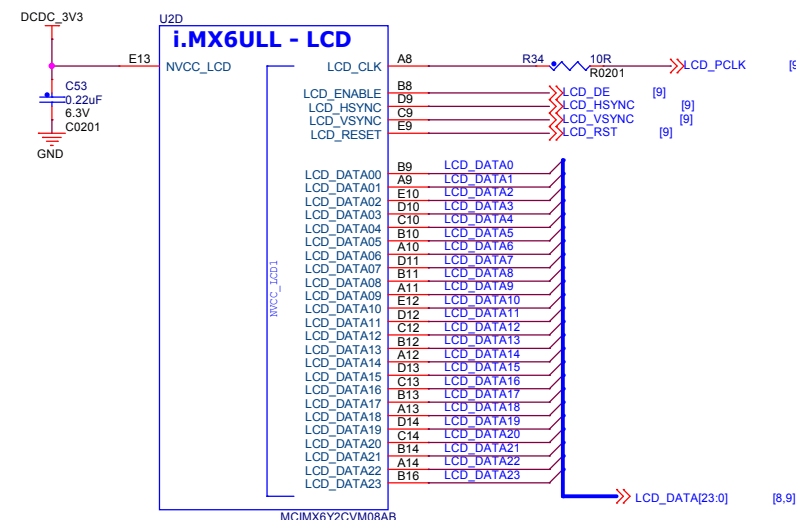 DCDC_3V3
U2D
i.MX6ULL - LCD
E13 NVCC_LCD LCD_CLK A8 R34 10R R0201 LCD_PCLK [9
C53
0.22uF
6.3V
C0201
GND
LCD_ENABLE B8 LCD_DE [9]
LCD_HSYNC D9 LCD_HSYNC [9]
LCD_VSYNC C9 LCD_VSYNC [9]
LCD_RESET E9 LCD_RST [9]
NVCC_LCD1
LCD_DATA00 B9 LCD_DATA0
LCD_DATA01 A9 LCD_DATA1
LCD_DATA02 E10 LCD_DATA2
LCD_DATA03 D10 LCD_DATA3
LCD_DATA04 C10 LCD_DATA4
LCD_DATA05 B10 LCD_DATA5
LCD_DATA06 A10 LCD_DATA6
LCD_DATA07 D11 LCD_DATA7
LCD_DATA08 B11 LCD_DATA8
LCD_DATA09 A11 LCD_DATA9
LCD_DATA10 E12 LCD_DATA10
LCD_DATA11 D12 LCD_DATA11
LCD_DATA12 C12 LCD_DATA12
LCD_DATA13 B12 LCD_DATA13
LCD_DATA14 A12 LCD_DATA14
LCD_DATA15 D13 LCD_DATA15
LCD_DATA16 C13 LCD_DATA16
LCD_DATA17 B13 LCD_DATA17
LCD_DATA18 A13 LCD_DATA18
LCD_DATA19 D14 LCD_DATA19
LCD_DATA20 C14 LCD_DATA20
LCD_DATA21 B14 LCD_DATA21
LCD_DATA22 A14 LCD_DATA22
LCD_DATA23 B16 LCD_DATA23
LCD_DATA[23:0] [8,9]
MCIMX6Y2CVM08AB